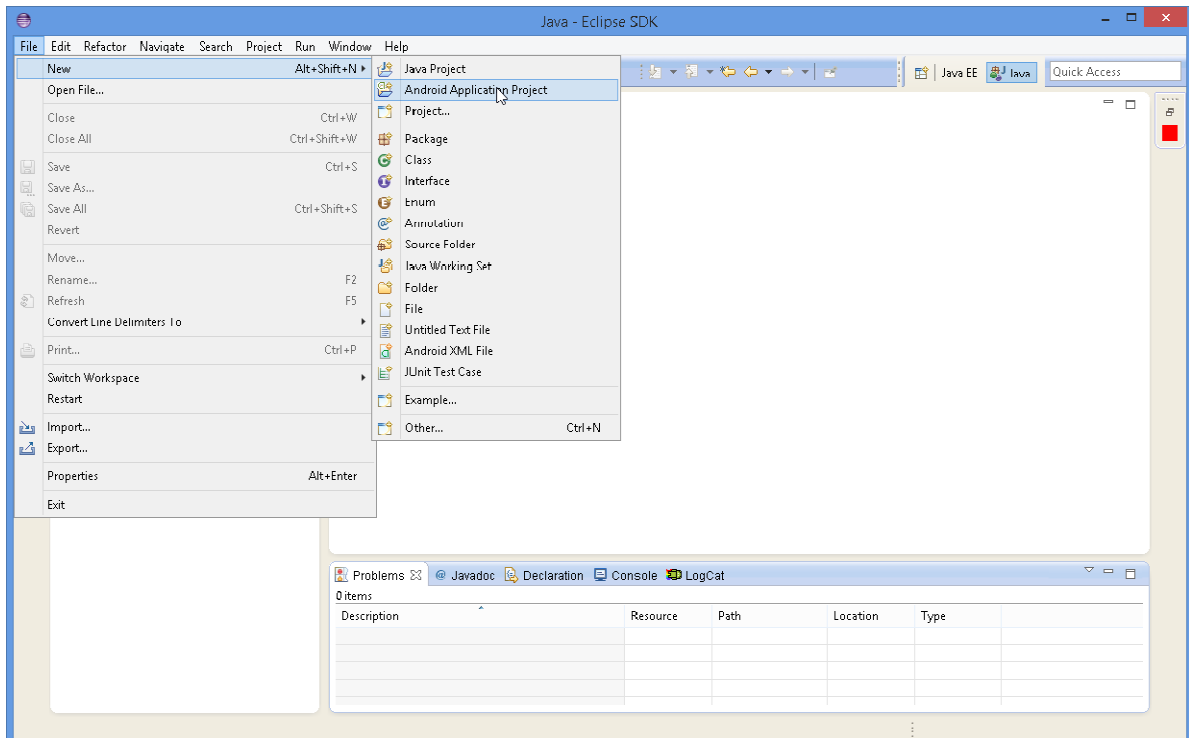 Java - Eclipse SDK
File Edit Refactor Navigate Search Project Run Window Help
New Alt+Shift+N
Open File...
Close Ctrl+W
Close All Ctrl+Shift+W
Save Ctrl+S
Save As...
Save All Ctrl+Shift+S
Revert
Move...
Rename... F2
Refresh F5
Convert Line Delimiters To
Print... Ctrl+P
Switch Workspace
Restart
Import...
Export...
Properties Alt+Enter
Exit
Java Project
Android Application Project
Project...
Package
Class
Interface
Enum
Annotation
Source Folder
Java Working Set
Folder
File
Untitled Text File
Android XML File
JUnit Test Case
Example...
Other... Ctrl+N
Java EE Java Quick Access
Problems @ Javadoc Declaration Console LogCat
0 items
Description Resource Path Location Type